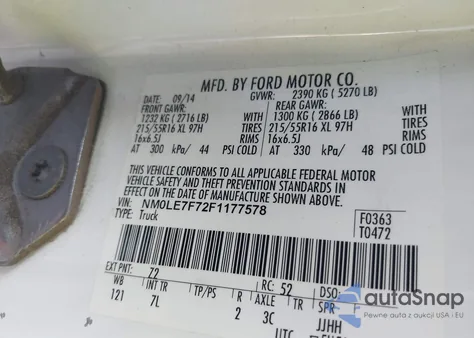 MFD. BY FORD MOTOR CO.
DATE: 09/14 GVWR: 2390 KG ( 5270 LB)
FRONT GAWR: REAR GAWR:
1232 KG ( 2716 LB) WITH 1300 KG ( 2866 LB) WITH
215/55R16 XL 97H TIRES 215/55R16 XL 97H TIRES
16x6.5J RIMS 16x6.5J RIMS
AT 300 kPa/ 44 PSI COLD AT 330 kPa/ 48 PSI COLD
THIS VEHICLE CONFORMS TO ALL APPLICABLE FEDERAL MOTOR
VEHICLE SAFETY AND THEFT PREVENTION STANDARDS IN
EFFECT ON THE DATE OF MANUFACTURE SHOWN ABOVE.
VIN: NM0LE7F72F1177578
TYPE: Truck
F0363
T0472
EXT PNT: 72 RC: 52 DSO:
WB INT TR TP/PS R AXLE TR SPR
121 7L 2 3C JJHH
UTC
autoSnap
Pewne auta z aukcji USA i EU